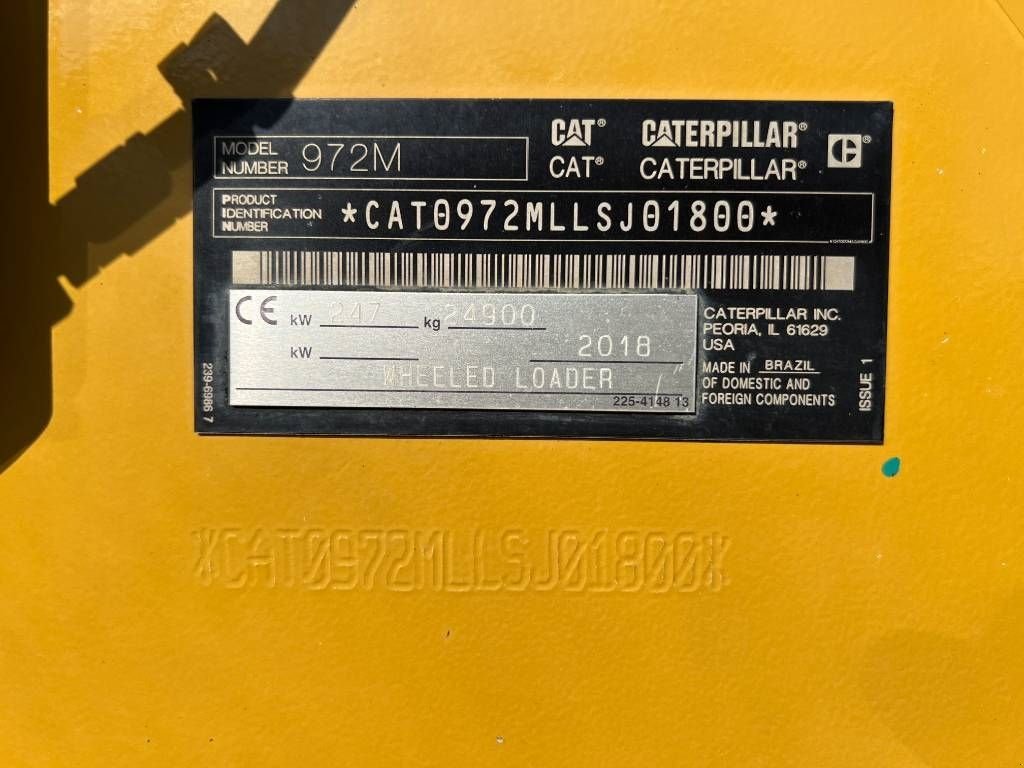 MODEL NUMBER 972M
CAT® CATERPILLAR®
CAT® CATERPILLAR®
PRODUCT IDENTIFICATION NUMBER *CAT0972MLLSJ01800*
CE kW 247 kg 24900
kW 2018
WHEELED LOADER
225-4148 13
239-6986 7
CATERPILLAR INC.
PEORIA, IL 61629
USA
MADE IN BRAZIL
OF DOMESTIC AND
FOREIGN COMPONENTS
ISSUE 1
*CAT0972MLLSJ01800*